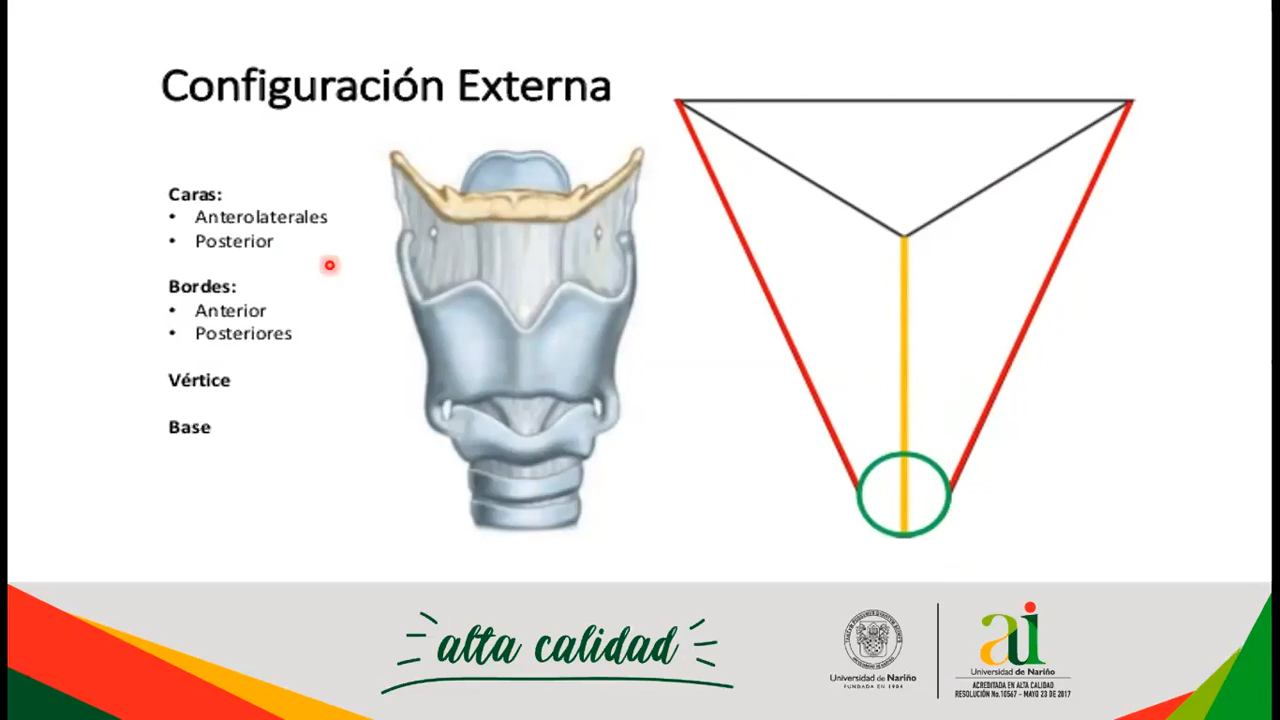 Configuración Externa
Caras:
• Anterolaterales
• Posterior
Bordes:
• Anterior
• Posteriores
Vértice
Base
alta calidad
Universidad de Nariño
FUNDADA EN 1904
aui
Universidad de Nariño
ACREDITADA EN ALTA CALIDAD
RESOLUCIÓN No.10567 - MAYO 23 DE 2017